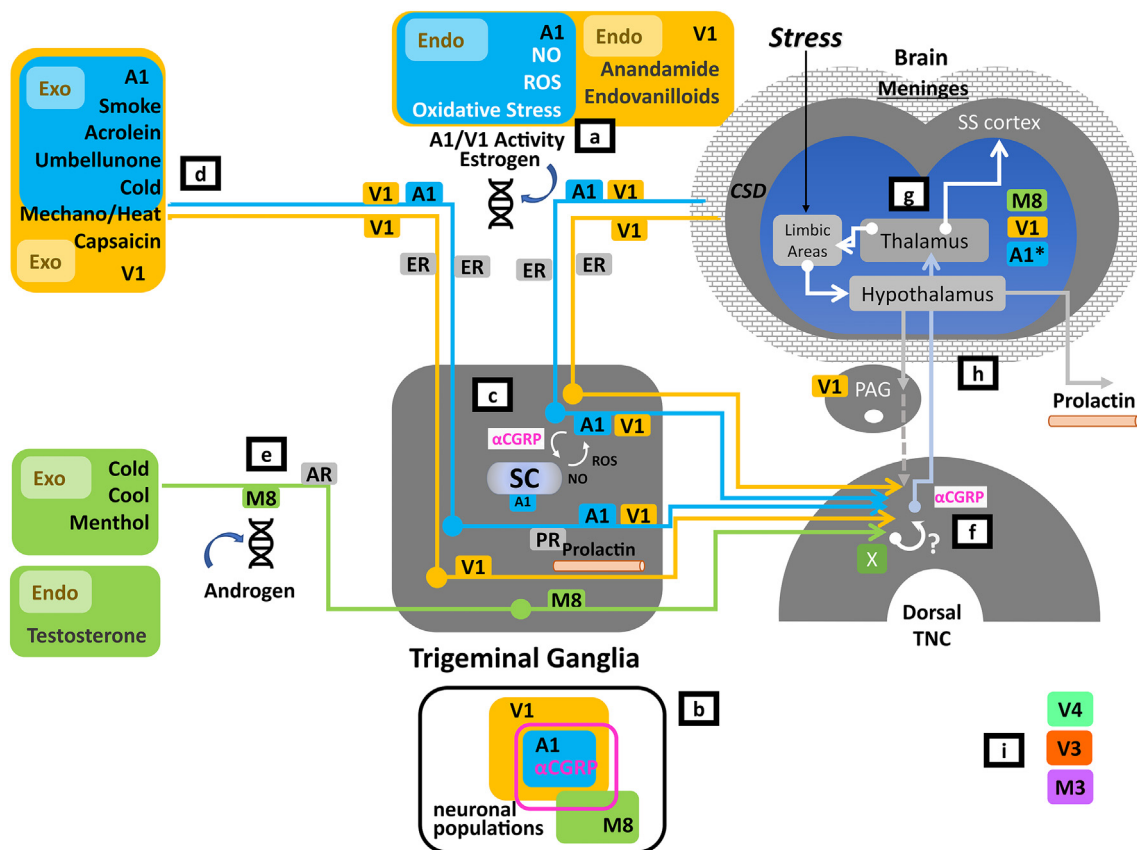 Exo
A1
Smoke
Acrolein
Umbellunone
Cold
Mechano/Heat
Capsaicin
Exo
V1
d
Endo
A1
NO
ROS
Oxidative Stress
Endo
V1
Anandamide
Endovanilloids
A1/V1 Activity
Estrogen
a
V1
A1
V1
A1
V1
V1
ER
ER
ER
ER
Stress
Brain
Meninges
SS cortex
CSD
g
M8
V1
A1*
Limbic
Areas
Thalamus
Hypothalamus
h
V1
PAG
Prolactin
c
αCGRP
A1
V1
ROS
NO
SC
A1
A1
V1
PR
Prolactin
V1
M8
Trigeminal Ganglia
e
Exo
Cold
Cool
Menthol
AR
M8
Androgen
Endo
Testosterone
αCGRP
f
?
X
Dorsal
TNC
b
V1
A1
αCGRP
neuronal
populations
M8
i
V4
V3
M3